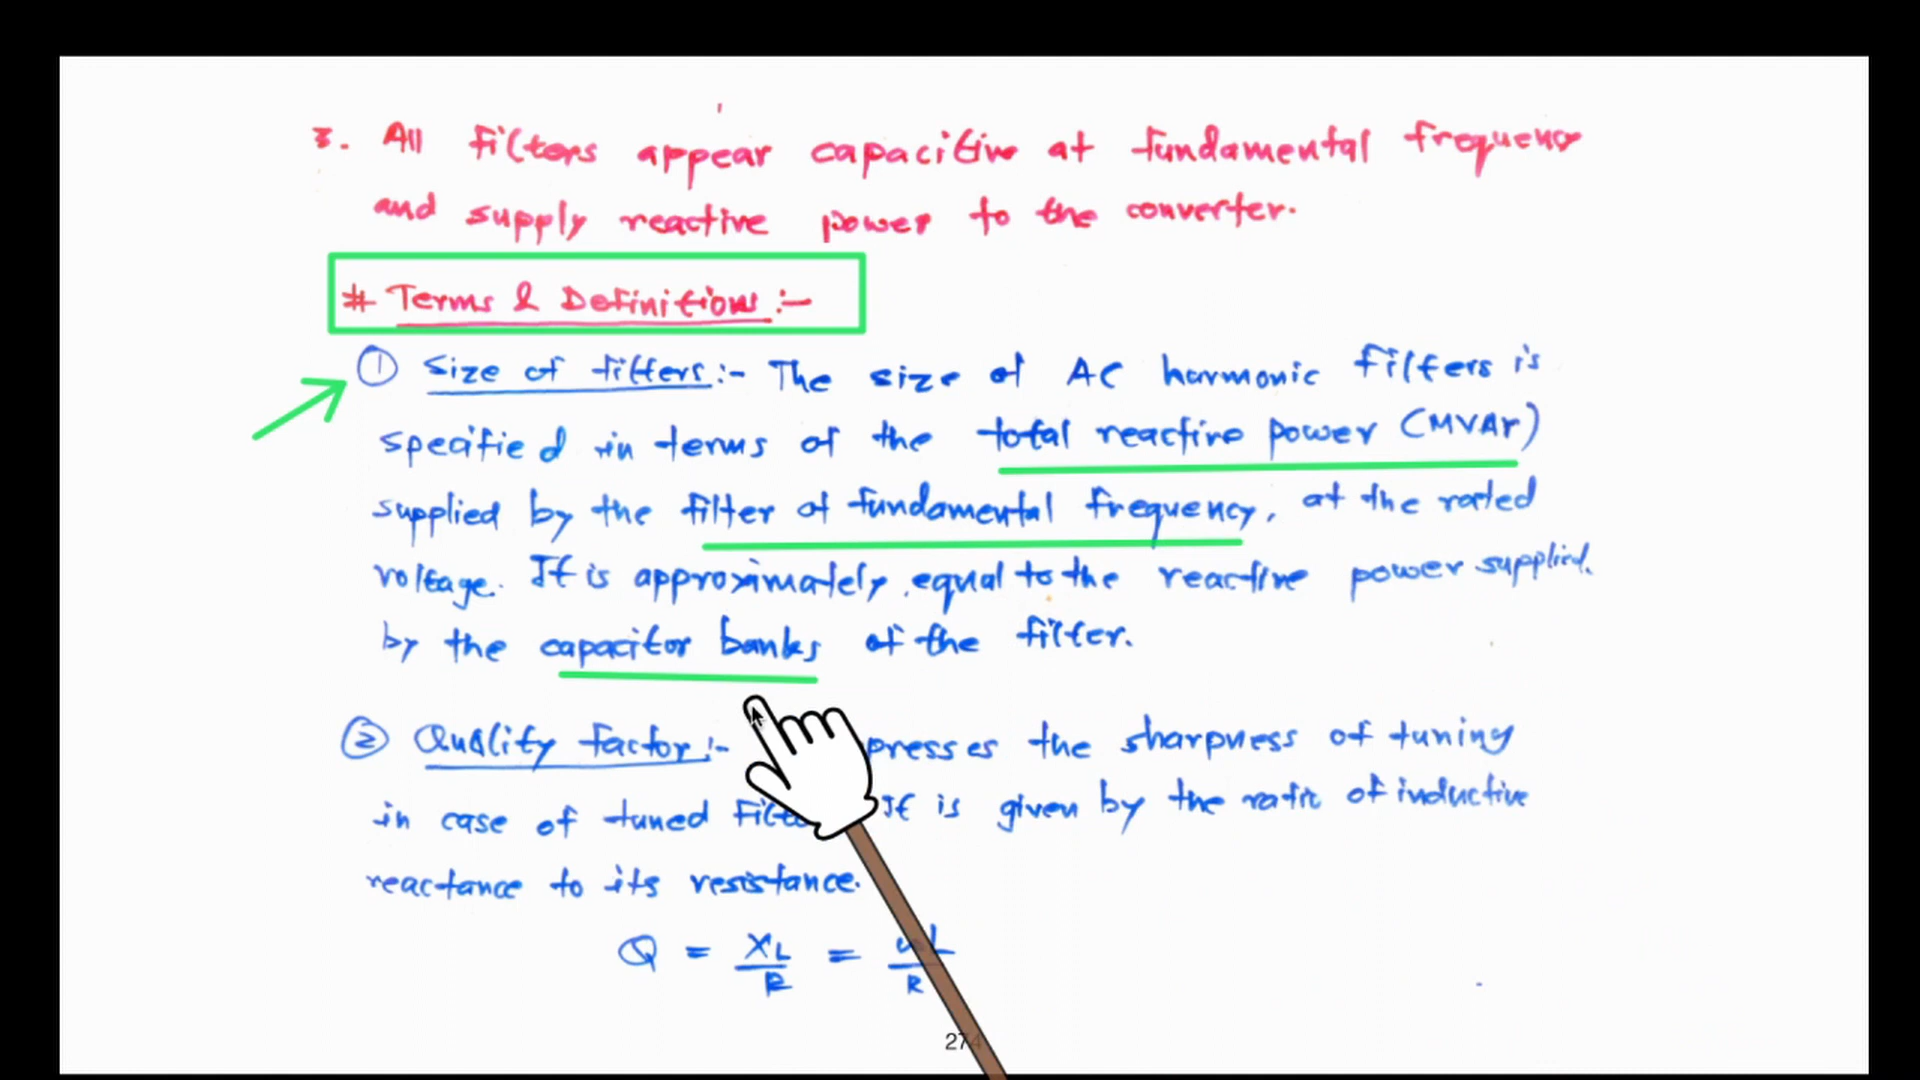 3. All filters appear capacitive at fundamental frequency
and supply reactive power to the converter.
# Terms & Definitions :-
① Size of filters :- The size of AC harmonic filters is
specified in terms of the total reactive power (MVAr)
supplied by the filter at fundamental frequency, at the rated
voltage. It is approximately equal to the reactive power supplied.
by the capacitor banks of the filter.
② Quality factor :- presses the sharpness of tuning
in case of tuned It is given by the ratio of inductive
reactance to its resistance.
Q = XL/R = ωL/R